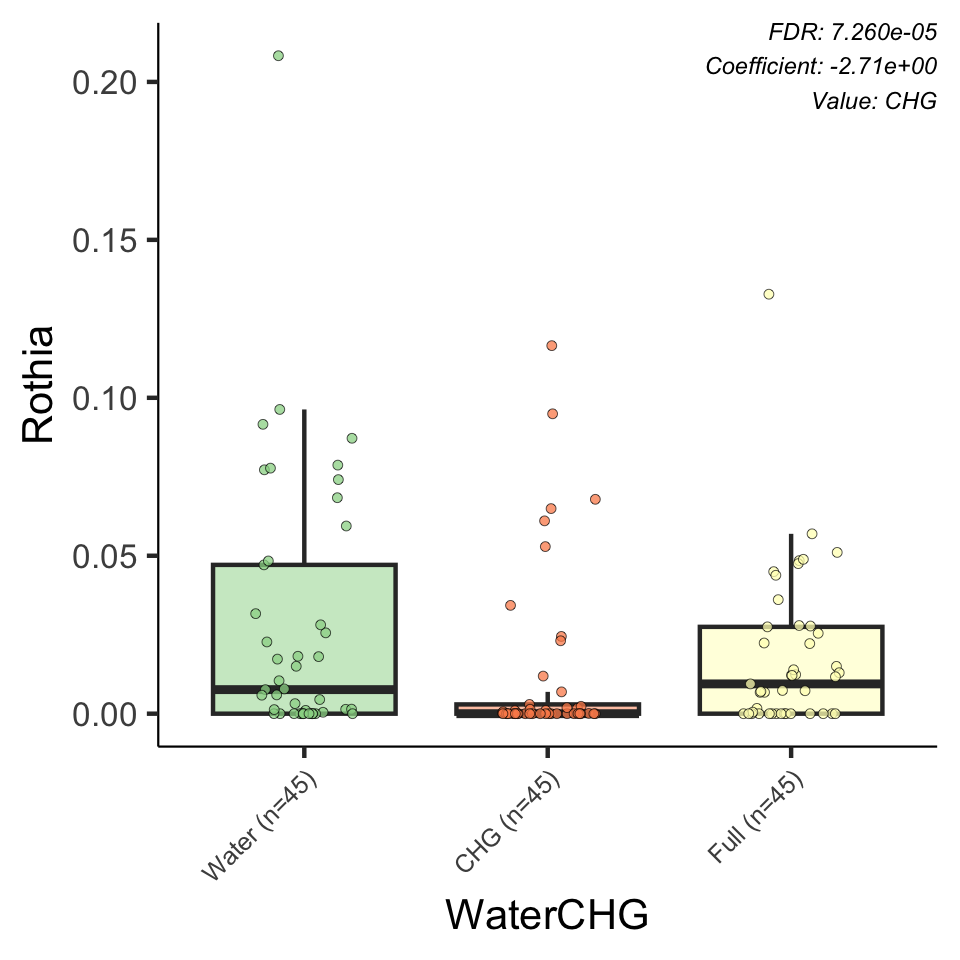 FDR: 7.260e-05
Coefficient: -2.71e+00
Value: CHG
0.20
0.15
0.10
0.05
0.00
Rothia
Water (n=45)
CHG (n=45)
Full (n=45)
WaterCHG